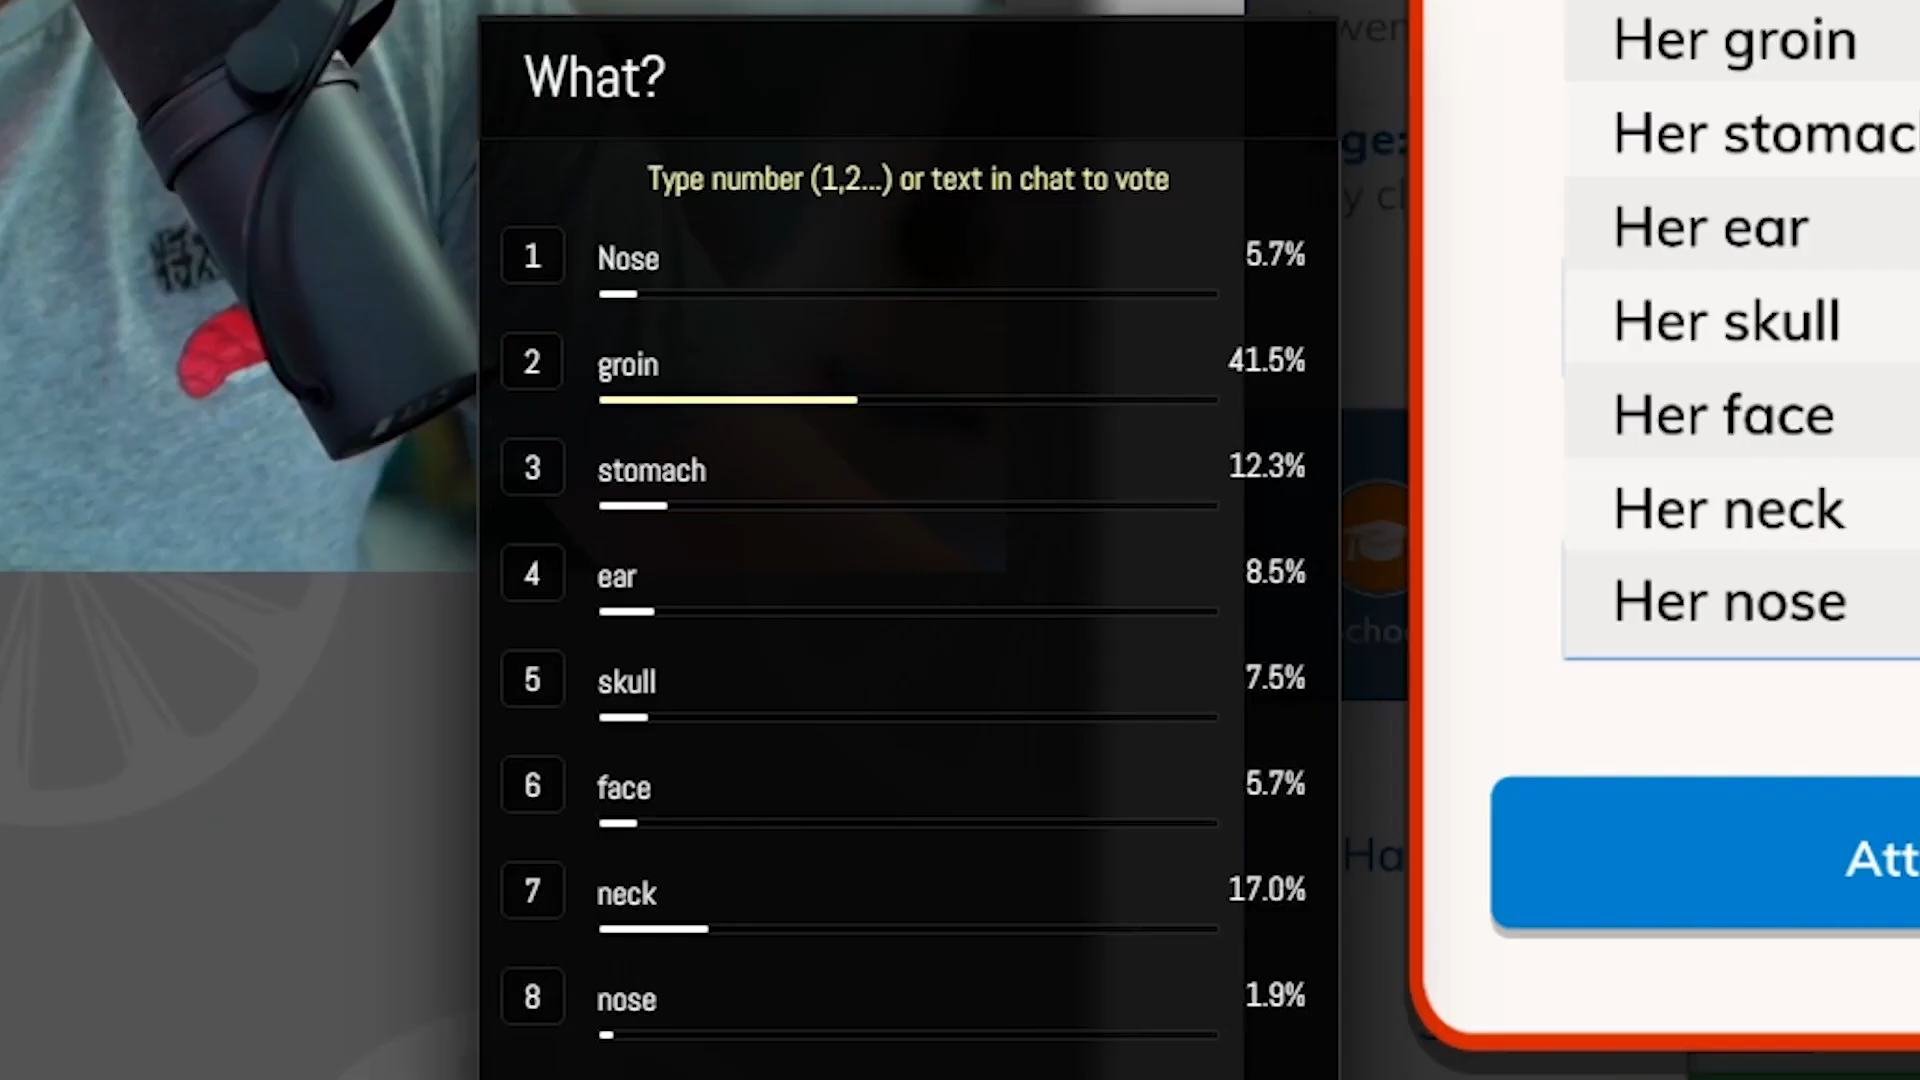 What?
Type number (1,2...) or text in chat to vote
1 Nose 5.7%
2 groin 41.5%
3 stomach 12.3%
4 ear 8.5%
5 skull 7.5%
6 face 5.7%
7 neck 17.0%
8 nose 1.9%
Her groin
Her stomach
Her ear
Her skull
Her face
Her neck
Her nose
Att
ge:
Ha